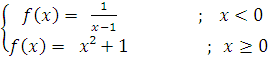 f(x) = 1/(x−1) ; x < 0
f(x) = x² + 1 ; x ≥ 0